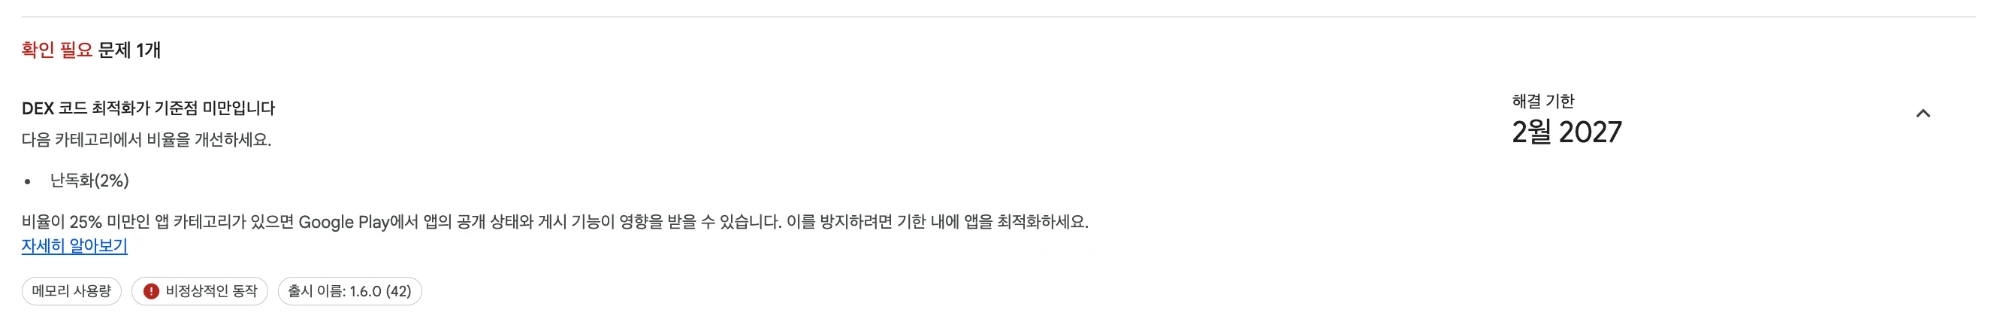 확인 필요 문제 1개
DEX 코드 최적화가 기준점 미만입니다
해결 기한
2월 2027
다음 카테고리에서 비율을 개선하세요.
• 난독화(2%)
비율이 25% 미만인 앱 카테고리가 있으면 Google Play에서 앱의 공개 상태와 게시 기능이 영향을 받을 수 있습니다. 이를 방지하려면 기한 내에 앱을 최적화하세요.
자세히 알아보기
메모리 사용량 비정상적인 동작 출시 이름: 1.6.0 (42)